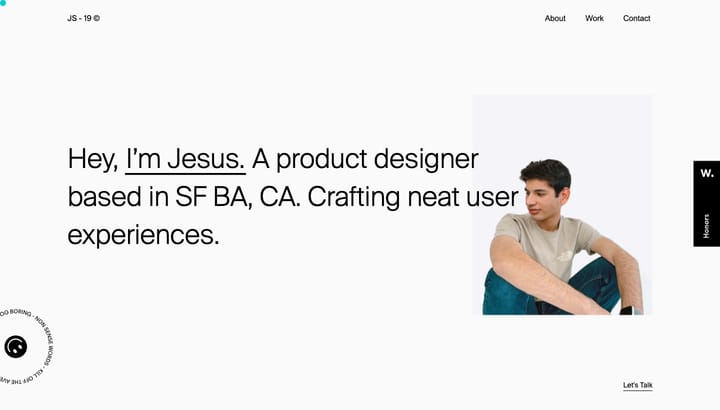 JS - 19 ©
About
Work
Contact
Hey, I'm Jesus. A product designer
based in SF BA, CA. Crafting neat user
experiences.
W.
Honors
OO BORING - NON SENSE WORDS - KILL OFF THE AVE
Let's Talk